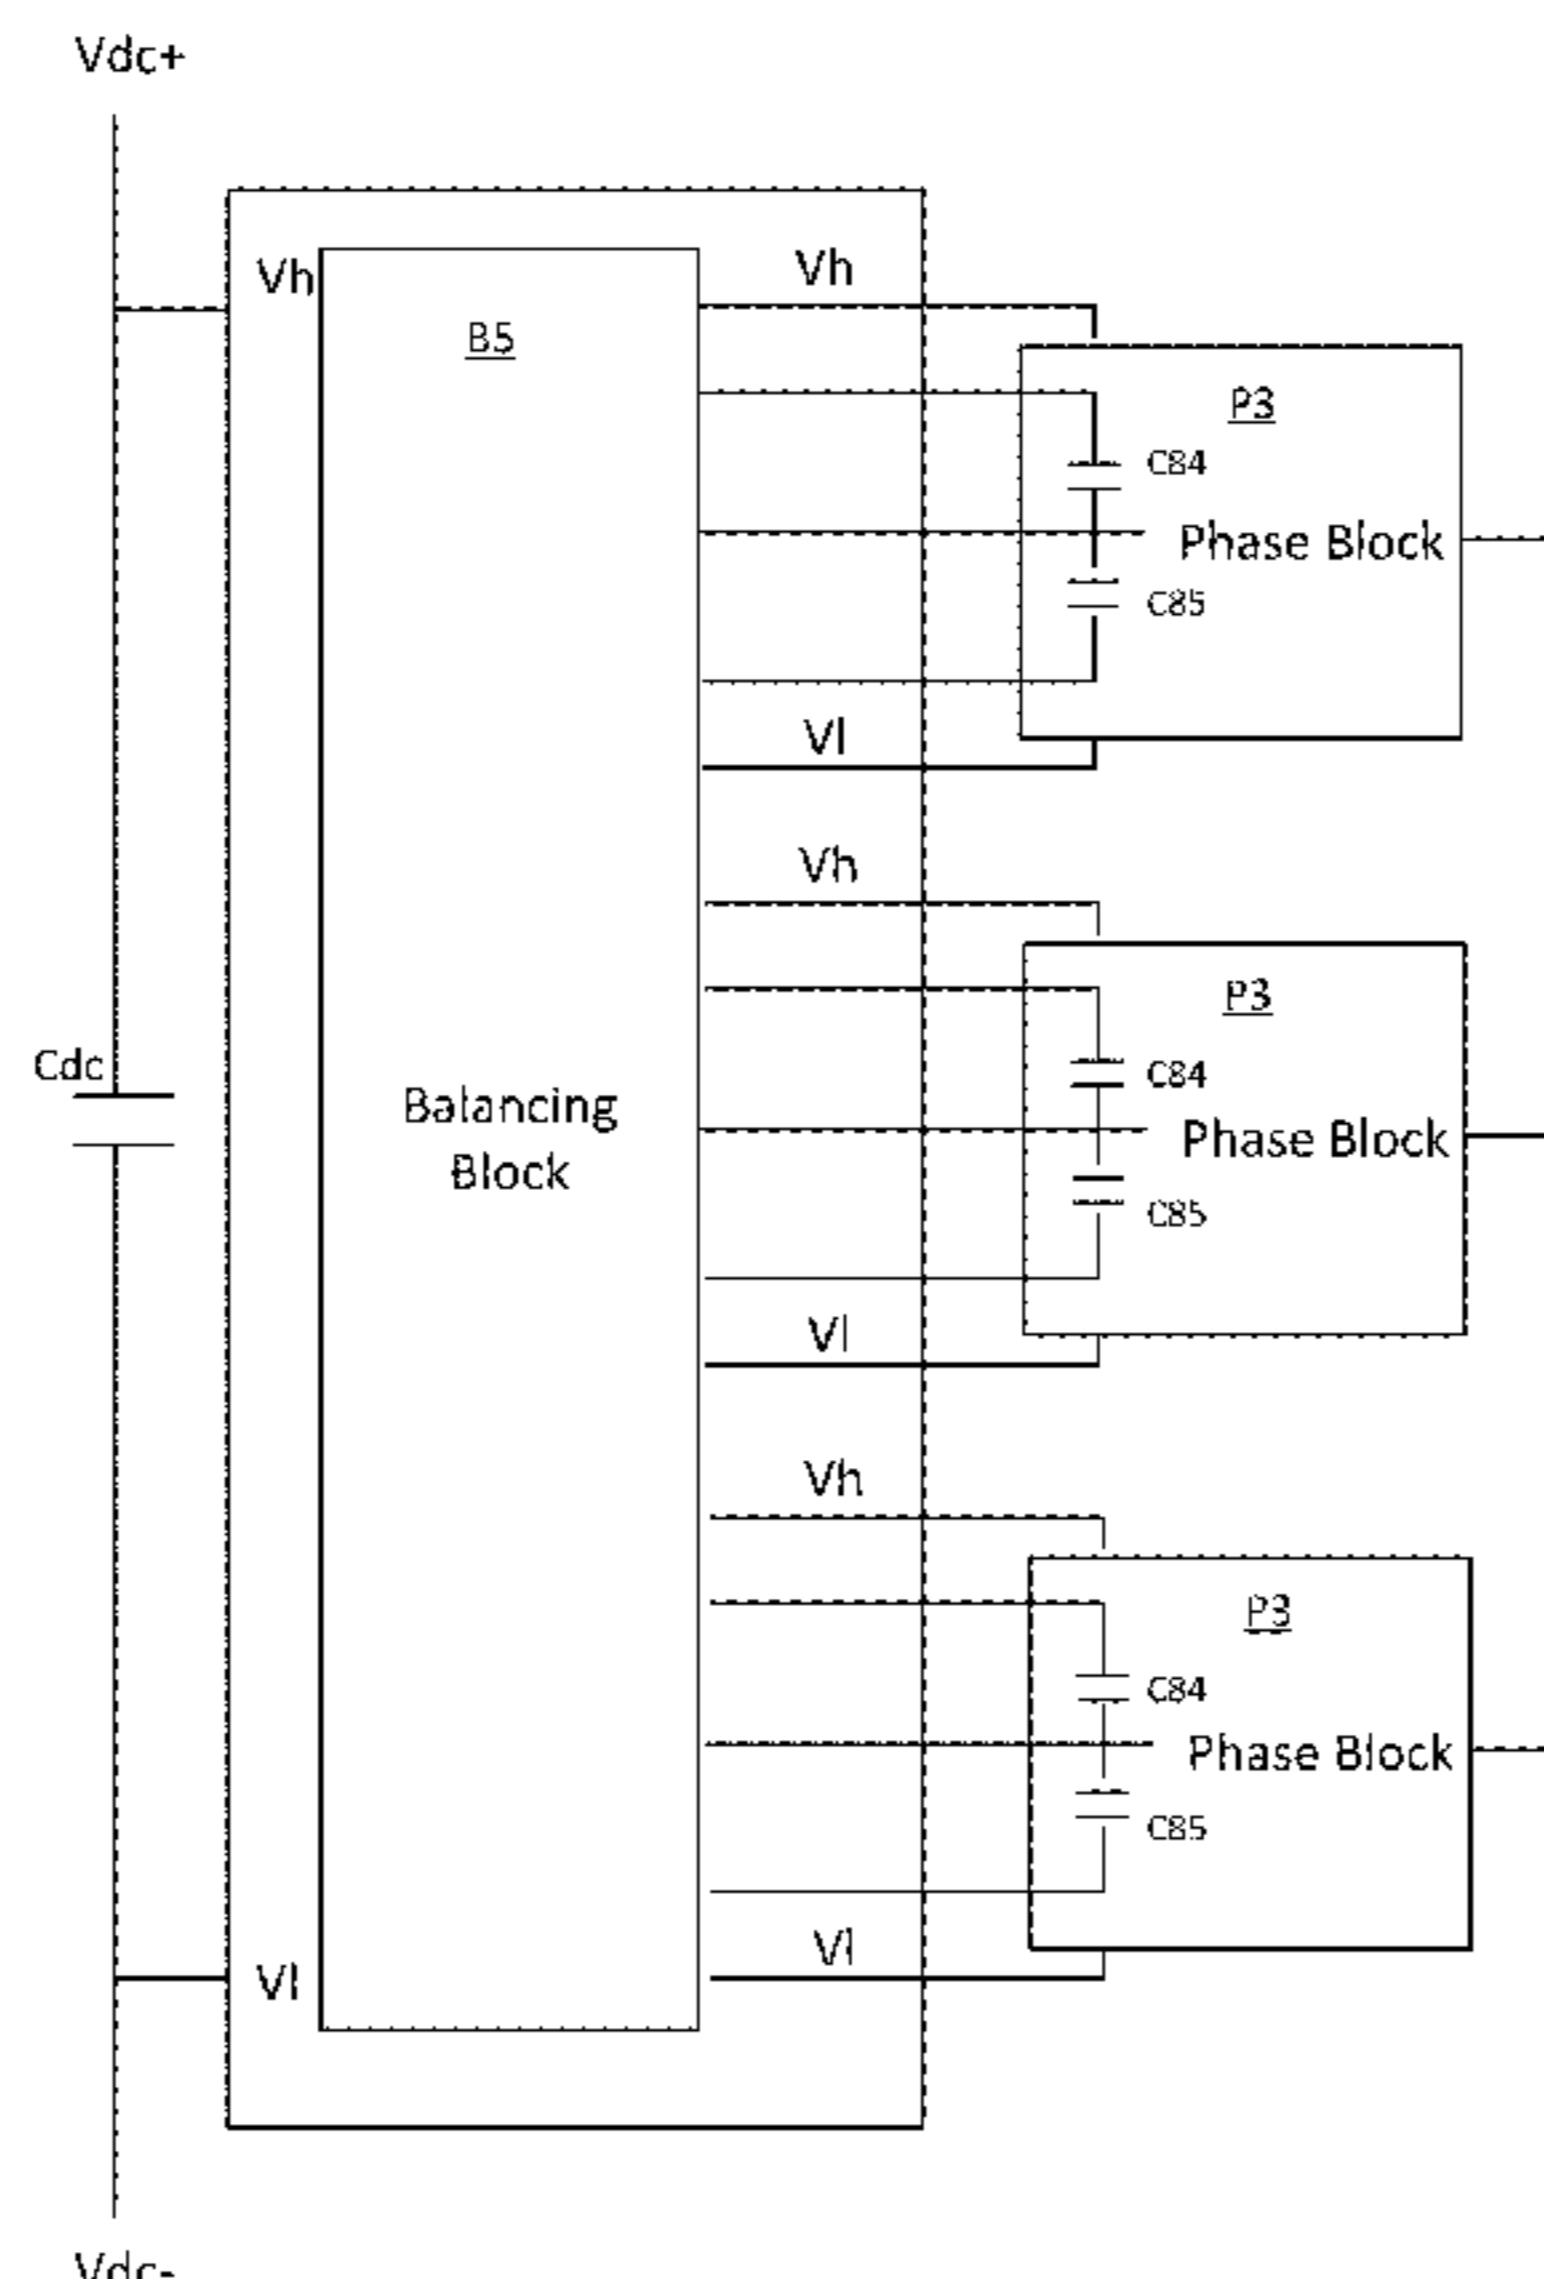 Vdc+
Vh
Vh
B5
P3
C84
Phase Block
C85
Vl
Vh
P3
Cdc
C84
Balancing
Block
Phase Block
C85
Vl
Vh
P3
C84
Phase Block
C85
Vl
Vl
Vdc-